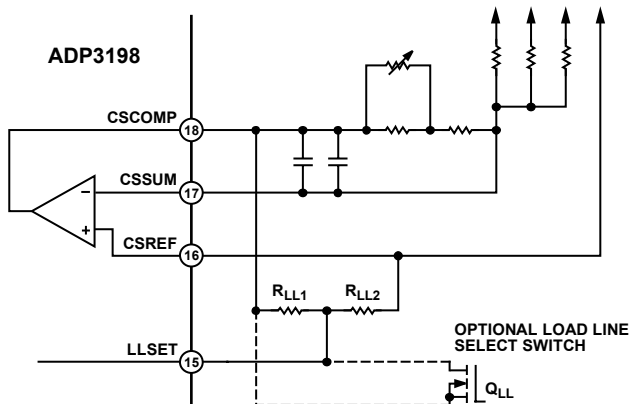 ADP3198
CSCOMP 18
CSSUM 17
CSREF 16
RLL1 RLL2
OPTIONAL LOAD LINE
SELECT SWITCH
LLSET 15
QLL